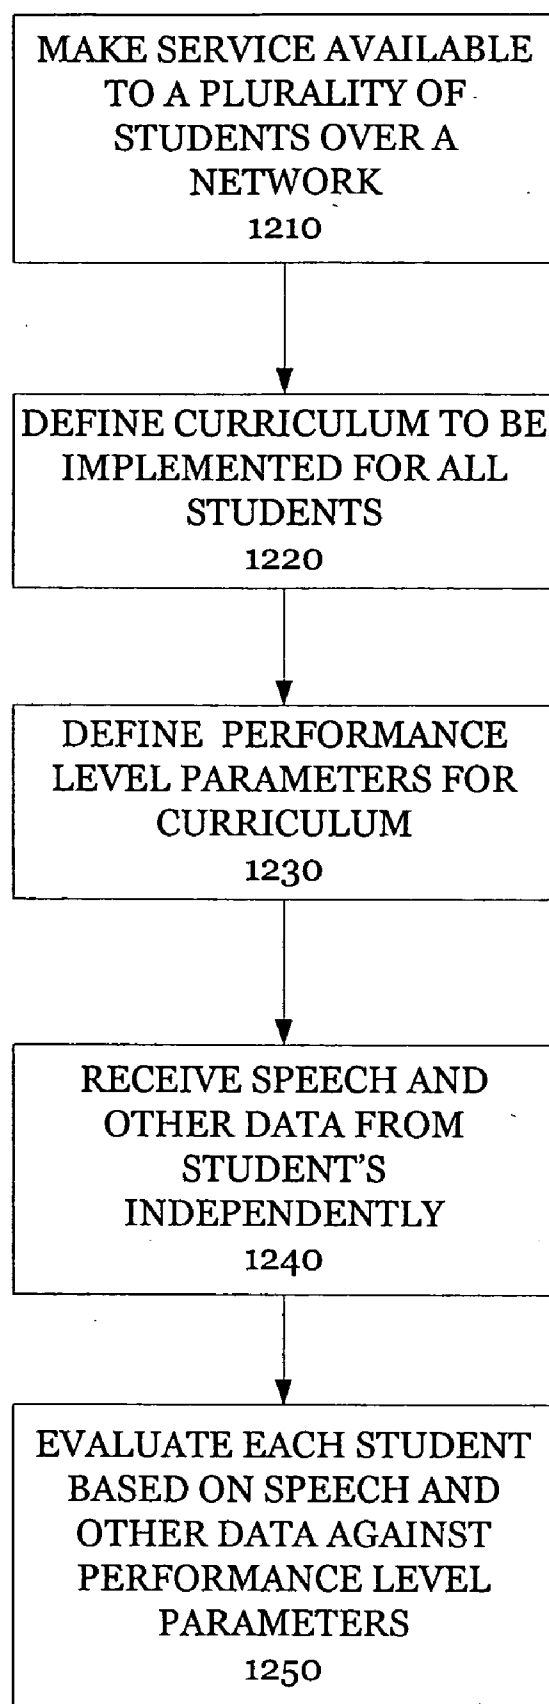 MAKE SERVICE AVAILABLE
TO A PLURALITY OF
STUDENTS OVER A
NETWORK
1210
DEFINE CURRICULUM TO BE
IMPLEMENTED FOR ALL
STUDENTS
1220
DEFINE PERFORMANCE
LEVEL PARAMETERS FOR
CURRICULUM
1230
RECEIVE SPEECH AND
OTHER DATA FROM
STUDENT'S
INDEPENDENTLY
1240
EVALUATE EACH STUDENT
BASED ON SPEECH AND
OTHER DATA AGAINST
PERFORMANCE LEVEL
PARAMETERS
1250